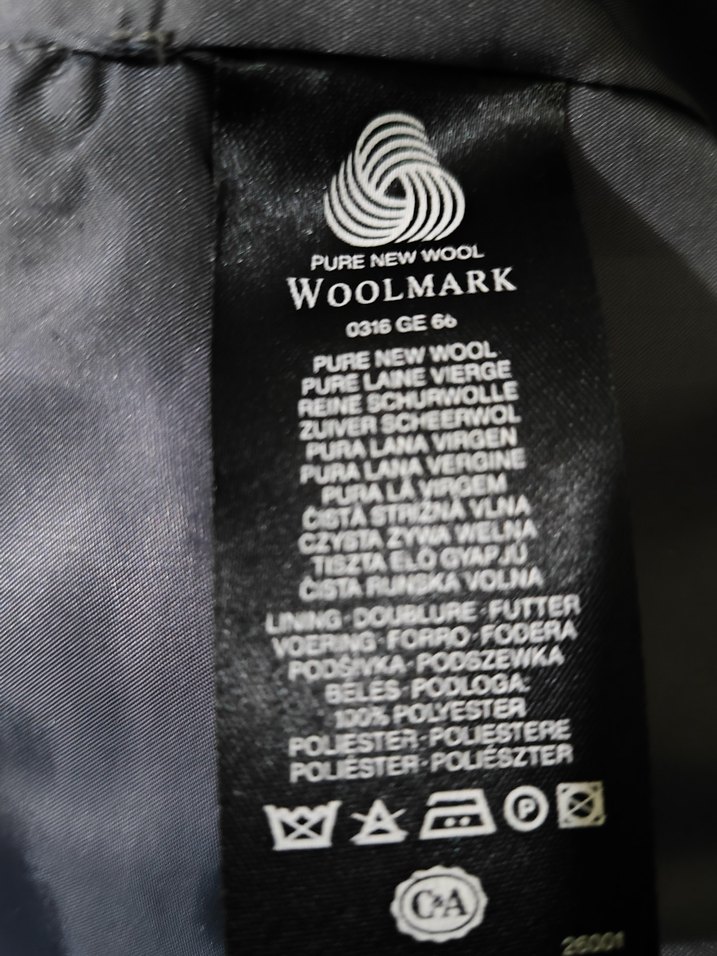 PURE NEW WOOL
WOOLMARK
0316 GE 66
PURE NEW WOOL
PURE LAINE VIERGE
REINE SCHURWOLLE
ZUIVER SCHEERWOL
PURA LANA VIRGEN
PURA LANA VERGINE
PURA LÃ VIRGEM
ČISTÁ STRIŽNÁ VLNA
CZYSTA ŻYWA WEŁNA
TISZTA ÉLŐ GYAPJÚ
ČISTA RUNSKA VOLNA
LINING·DOUBLURE·FUTTER
VOERING·FORRO·FODERA
PODŠIVKA·PODSZEWKA
BÉLÉS·PODLOGA:
100% POLYESTER
POLIESTER·POLIESTERE
POLIÉSTER·POLIÉSZTER
P
C&A
26001